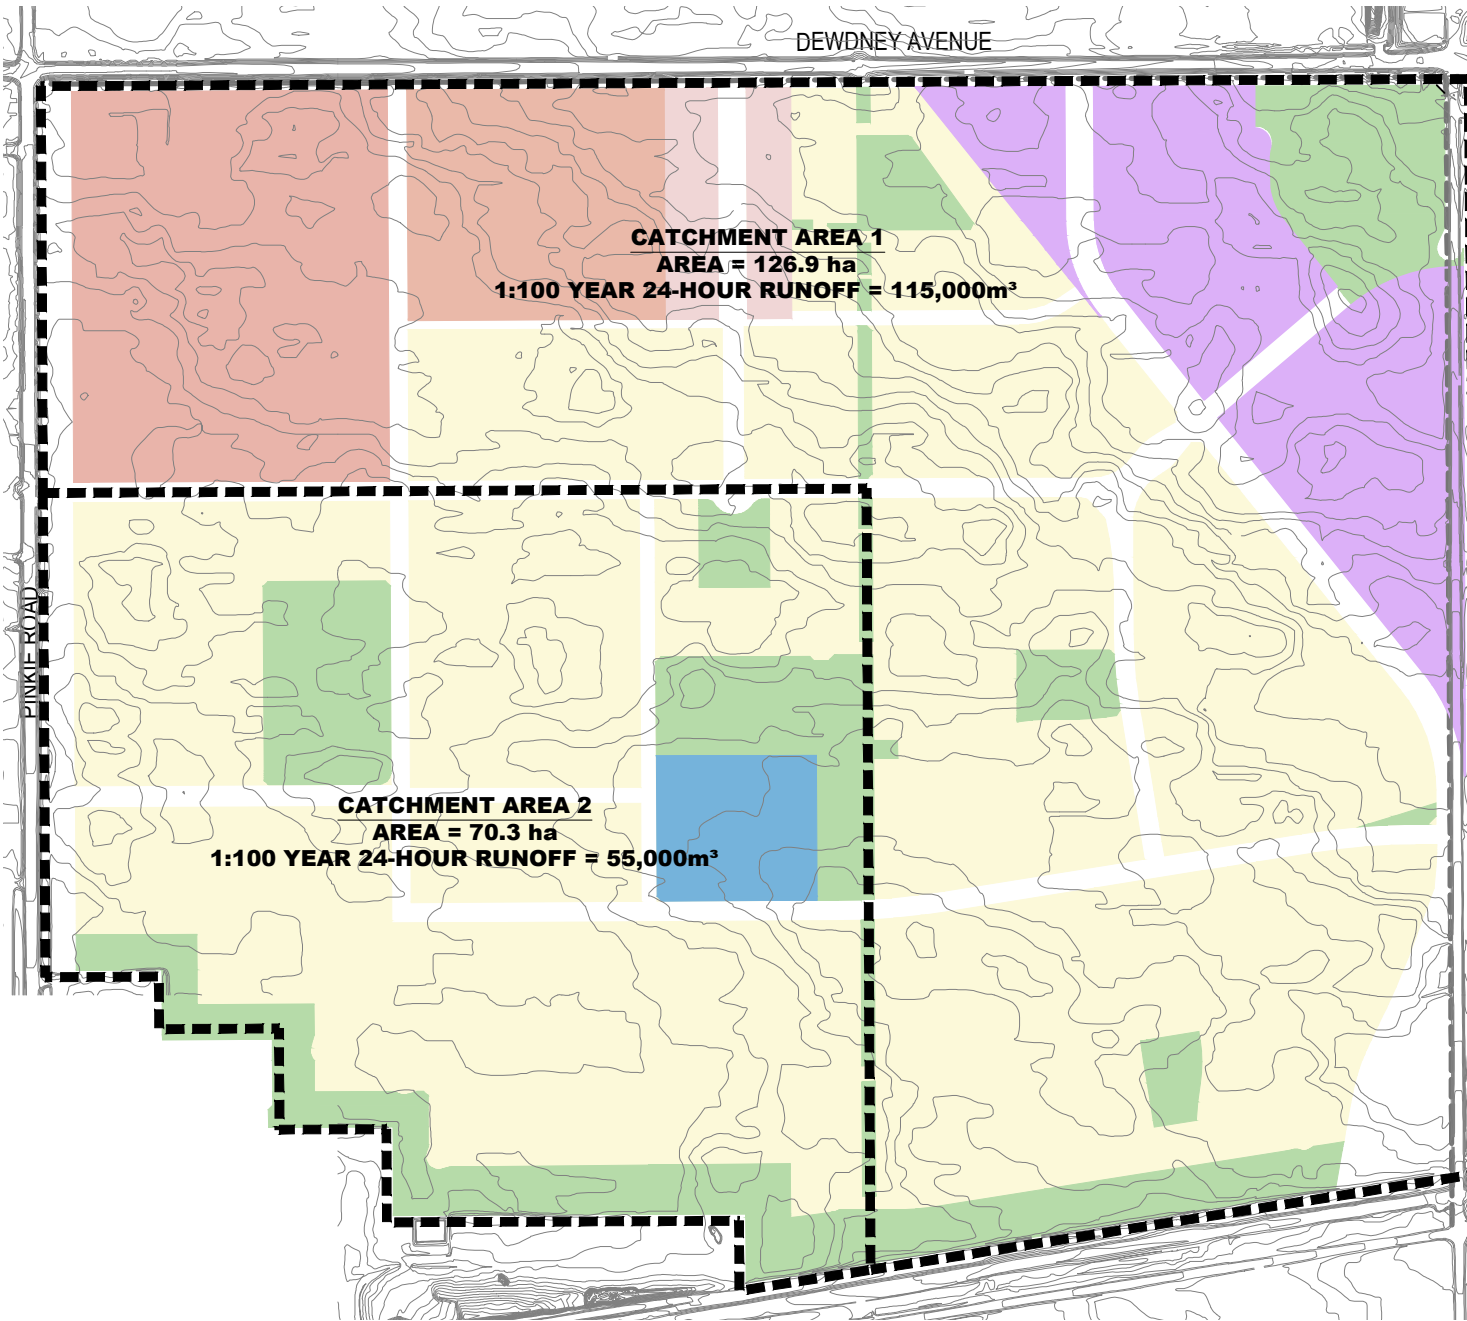 DEWDNEY AVENUE
CATCHMENT AREA 1
AREA = 126.9 ha
1:100 YEAR 24-HOUR RUNOFF = 115,000m³
PINKIE ROAD
CATCHMENT AREA 2
AREA = 70.3 ha
1:100 YEAR 24-HOUR RUNOFF = 55,000m³